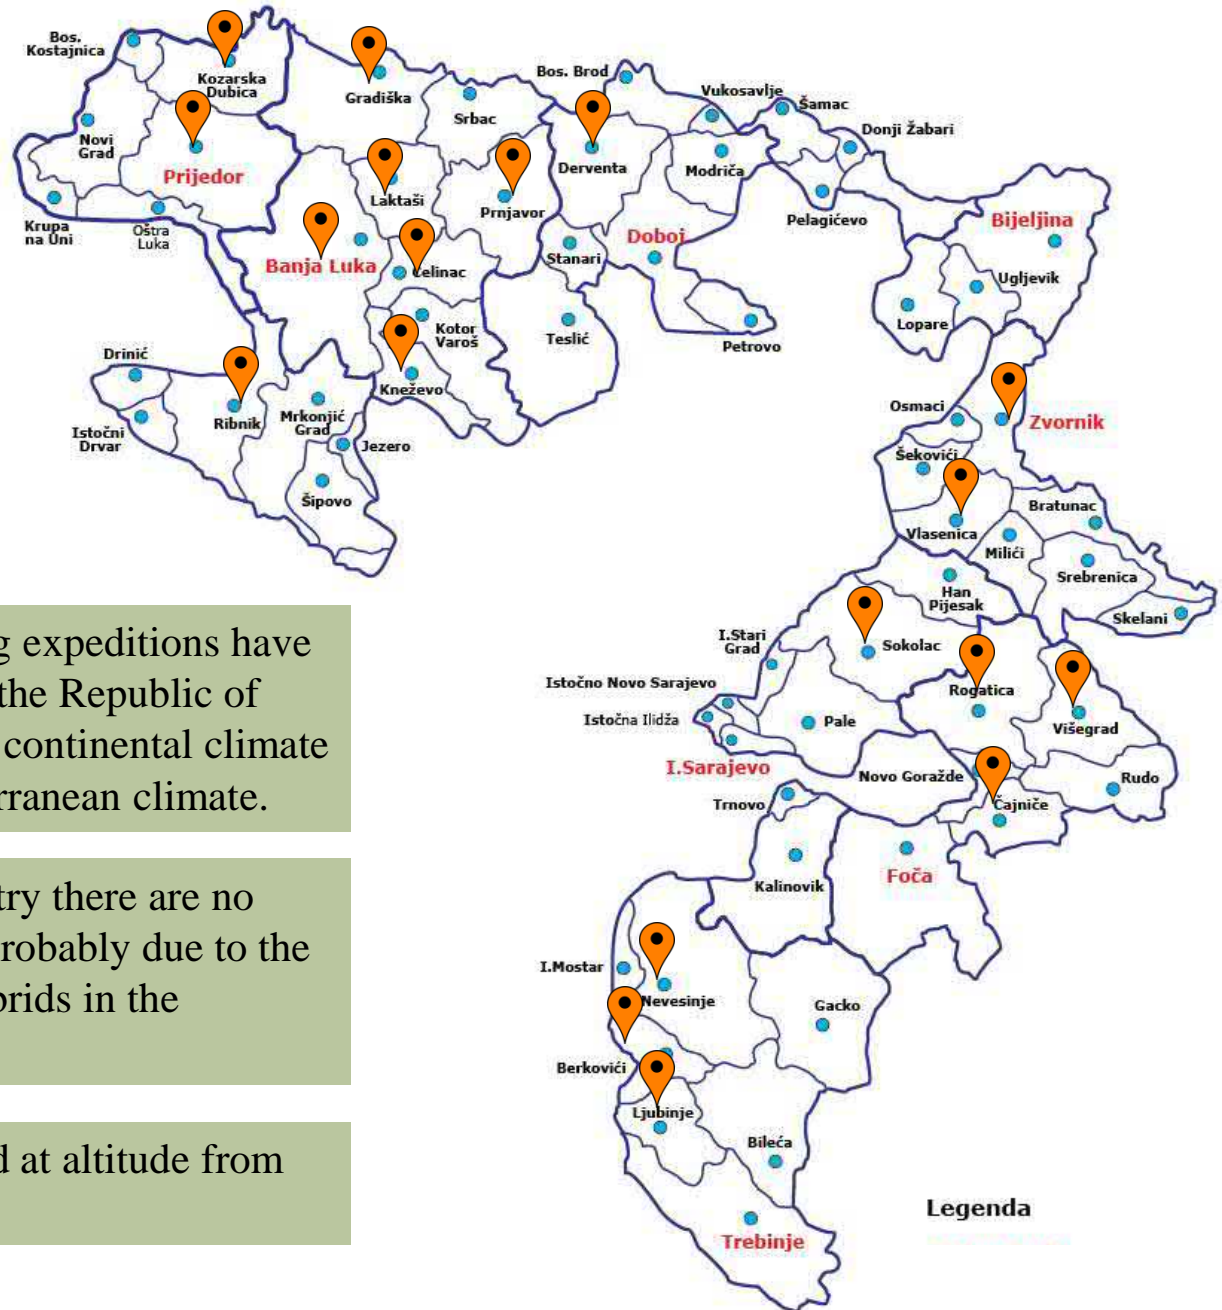 Bos.
Kostajnica
Kozarska
Dubica
Gradiška
Srbac
Bos. Brod
Vukosavlje
Šamac
Donji Žabari
Novi
Grad
Prijedor
Laktaši
Prnjavor
Derventa
Modriča
Pelagićevo
Krupa
na Uni
Oštra
Luka
Banja Luka
Čelinac
Stanari
Doboj
Bijeljina
Ugljevik
Lopare
Kotor
Varoš
Teslić
Petrovo
Drinić
Kneževo
Ribnik
Mrkonjić
Grad
Istočni
Drvar
Jezero
Šipovo
Osmaci
Zvornik
Šekovići
Bratunac
Vlasenica
Milići
Srebrenica
Han
Pijesak
Skelani
I.Stari
Grad
Sokolac
Istočno Novo Sarajevo
Rogatica
Istočna Ilidža
Pale
Višegrad
I.Sarajevo
Novo Goražde
Rudo
Trnovo
Čajniče
Kalinovik
Foča
I.Mostar
Nevesinje
Gacko
Berkovići
Ljubinje
Bileća
Trebinje
Legenda
g expeditions have
the Republic of
continental climate
rranean climate.
try there are no
robably due to the
brids in the
d at altitude from